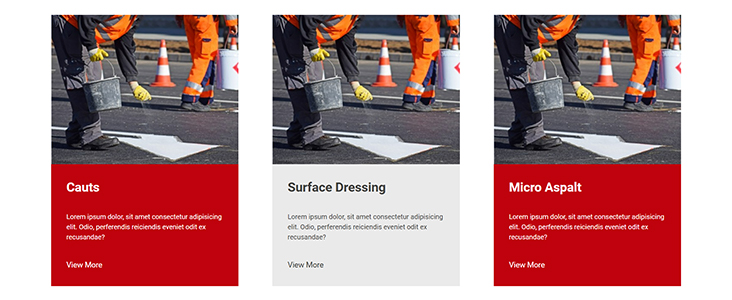 Cauts
Lorem ipsum dolor, sit amet consectetur adipisicing
elit. Odio, perferendis reiciendis eveniet odit ex
recusandae?
View More
Surface Dressing
Lorem ipsum dolor, sit amet consectetur adipisicing
elit. Odio, perferendis reiciendis eveniet odit ex
recusandae?
View More
Micro Aspalt
Lorem ipsum dolor, sit amet consectetur adipisicing
elit. Odio, perferendis reiciendis eveniet odit ex
recusandae?
View More